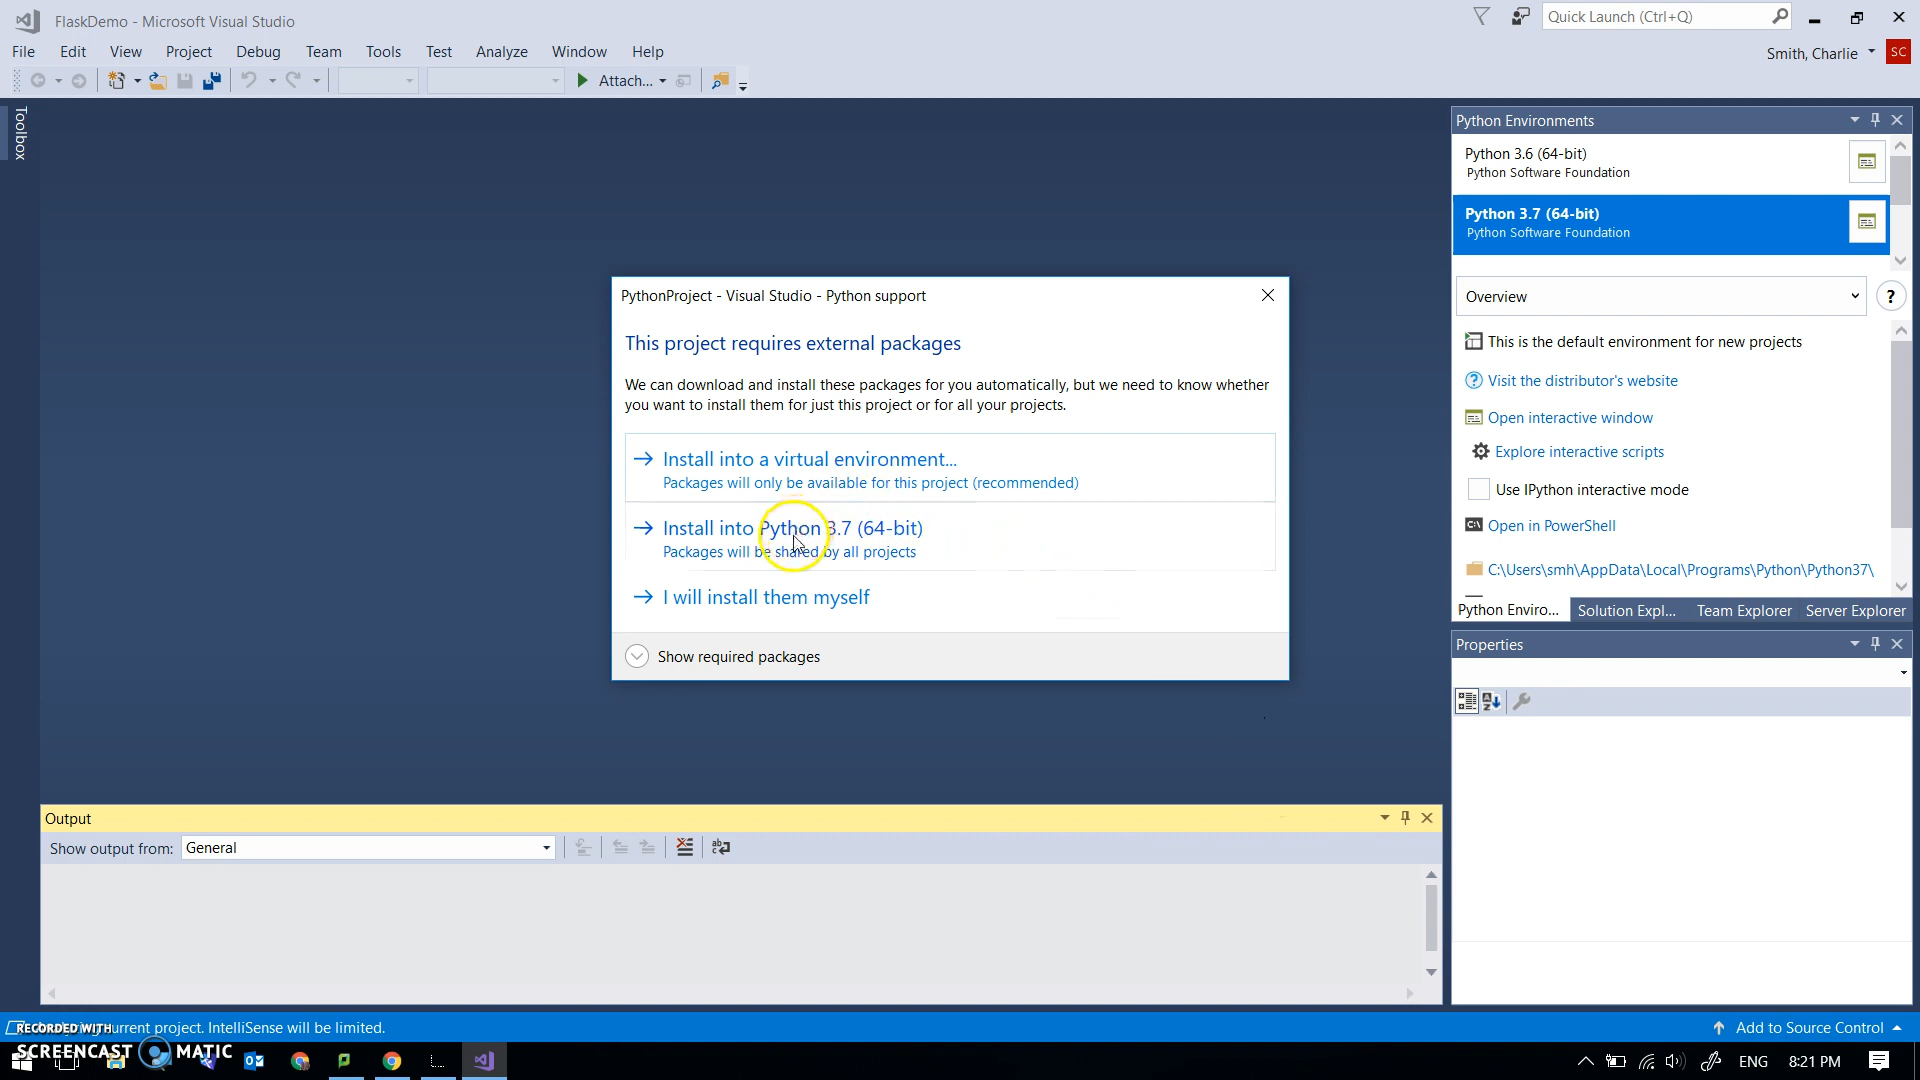 FlaskDemo - Microsoft Visual Studio
Quick Launch (Ctrl+Q)
File Edit View Project Debug Team Tools Test Analyze Window Help
Smith, Charlie
SC
Attach...
Toolbox
Python Environments
Python 3.6 (64-bit)
Python Software Foundation
Python 3.7 (64-bit)
Python Software Foundation
Overview
?
This is the default environment for new projects
Visit the distributor's website
Open interactive window
Explore interactive scripts
Use IPython interactive mode
Open in PowerShell
C:\Users\smh\AppData\Local\Programs\Python\Python37\
Python Enviro... Solution Expl... Team Explorer Server Explorer
Properties
PythonProject - Visual Studio - Python support
This project requires external packages
We can download and install these packages for you automatically, but we need to know whether
you want to install them for just this project or for all your projects.
Install into a virtual environment...
Packages will only be available for this project (recommended)
Install into Python 3.7 (64-bit)
Packages will be shared by all projects
I will install them myself
Show required packages
Output
Show output from: General
current project. IntelliSense will be limited.
Add to Source Control
RECORDED WITH
SCREENCAST MATIC
ENG 8:21 PM